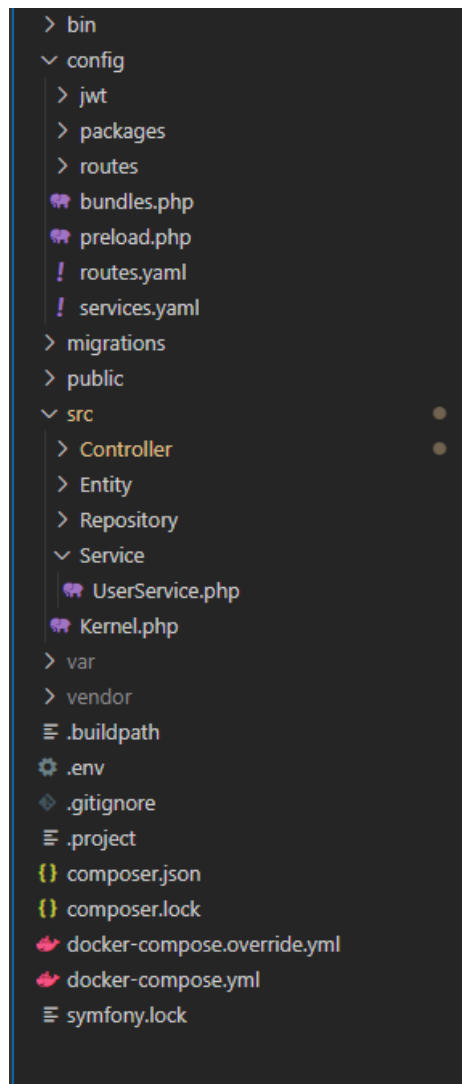 bin
config
jwt
packages
routes
bundles.php
preload.php
routes.yaml
services.yaml
migrations
public
src
Controller
Entity
Repository
Service
UserService.php
Kernel.php
var
vendor
.buildpath
.env
.gitignore
.project
composer.json
composer.lock
docker-compose.override.yml
docker-compose.yml
symfony.lock